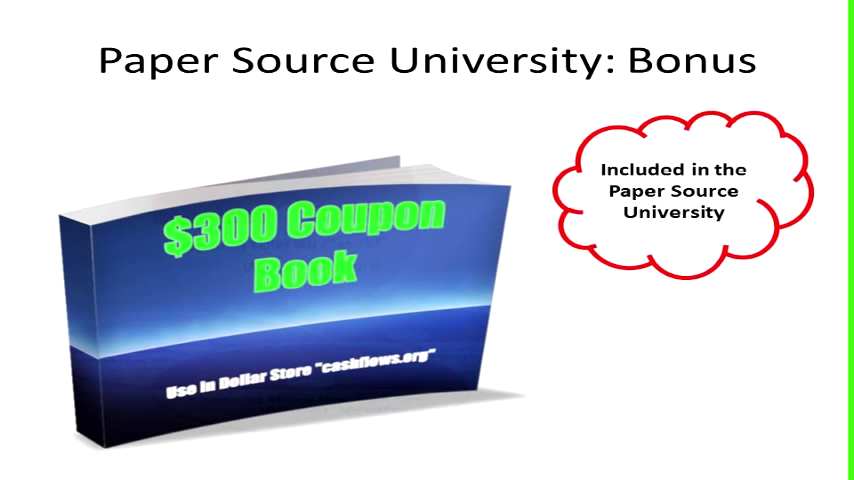 Paper Source University: Bonus
Included in the
Paper Source
University
$300 Coupon
Book
Use in Dollar Store "cashflows.org"